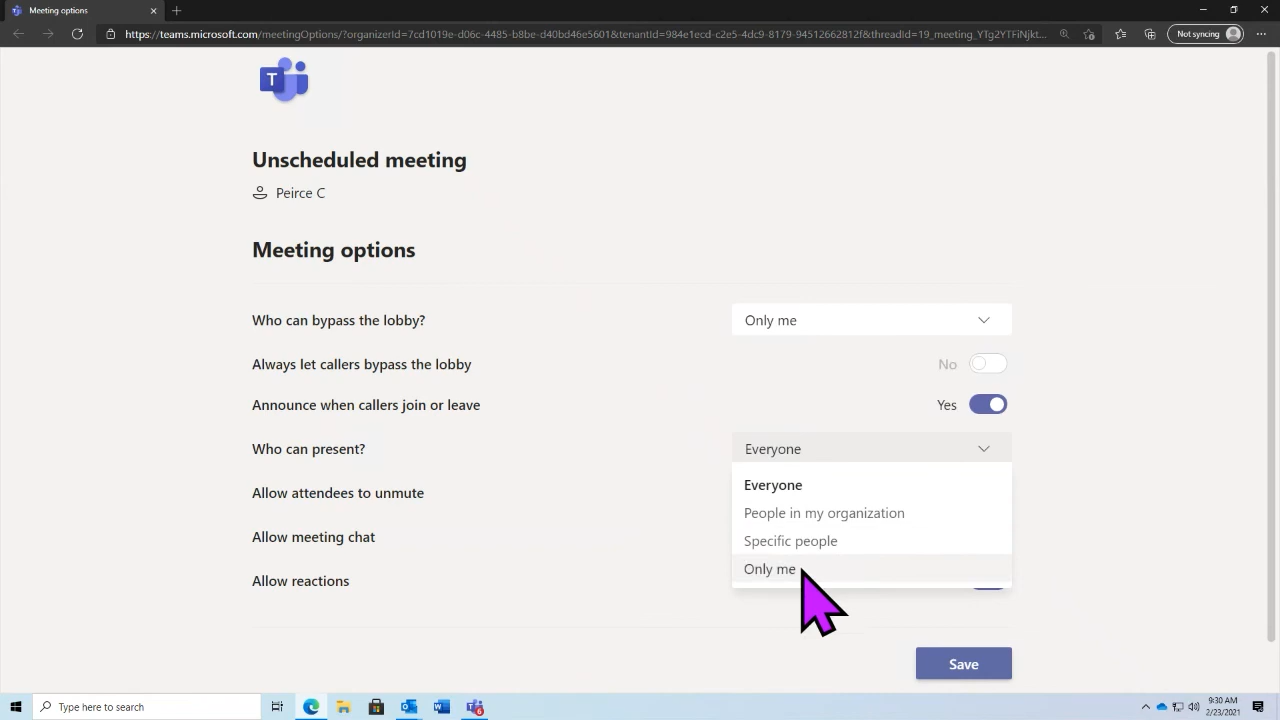 Meeting options
https://teams.microsoft.com/meetingOptions/?organizerId=7cd1019e-d06c-4485-b8be-d40bd46e5601&tenantId=984e1ecd-c2e5-4dc9-8179-94512662812f&threadId=19_meeting_YTg2YTFiNjkt...
Not syncing
T
Unscheduled meeting
Peirce C
Meeting options
Who can bypass the lobby?
Only me
Always let callers bypass the lobby
No
Announce when callers join or leave
Yes
Who can present?
Everyone
Everyone
People in my organization
Allow attendees to unmute
Specific people
Allow meeting chat
Only me
Allow reactions
Save
Type here to search
W
6
9:30 AM
2/23/2021